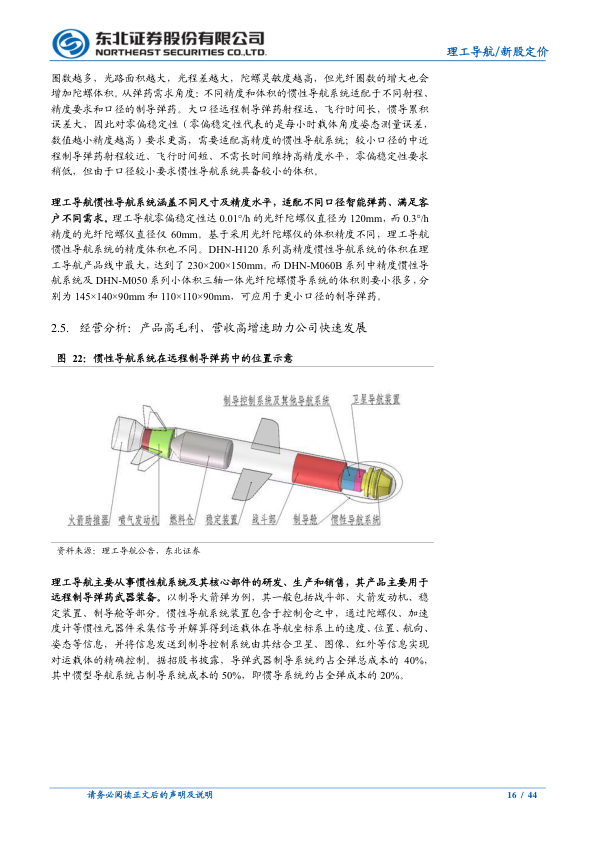 东北证券股份有限公司
NORTHEAST SECURITIES CO.,LTD.
理工导航/新股定价
圈数越多，光路面积越大，光程差越大，陀螺灵敏度越高，但光纤圈数的增大也会
增加陀螺体积。从弹药需求角度：不同精度和体积的惯性导航系统适配于不同射程、
精度要求和口径的制导弹药。大口径远程制导弹药射程远、飞行时间长，惯导累积
误差大，因此对零偏稳定性（零偏稳定性代表的是每小时载体角度姿态测量误差，
数值越小精度越高）要求更高，需要适配高精度的惯性导航系统；较小口径的中近
程制导弹药射程较近、飞行时间短、不需长时间维持高精度水平，零偏稳定性要求
稍低，但由于口径较小要求惯性导航系统具备较小的体积。
理工导航惯性导航系统涵盖不同尺寸及精度水平，适配不同口径智能弹药、满足客
户不同需求。理工导航零偏稳定性达 0.01°/h 的光纤陀螺仪直径为 120mm，而 0.3°/h
精度的光纤陀螺仪直径仅 60mm。基于采用光纤陀螺仪的体积精度不同，理工导航
惯性导航系统的精度体积也不同。DHN-H120 系列高精度惯性导航系统的体积在理
工导航产品线中最大，达到了 230×200×150mm。而 DHN-M060B 系列中精度惯性导
航系统及 DHN-M050 系列小体积三轴一体光纤陀螺惯导系统的体积则要小很多，分
别为 145×140×90mm 和 110×110×90mm，可应用于更小口径的制导弹药。
2.5. 经营分析：产品高毛利、营收高增速助力公司快速发展
图 22：惯性导航系统在远程制导弹药中的位置示意
制导控制系统及其他导航系统
卫星导航装置
火箭助推器
喷气发动机
燃料仓
稳定装置
战斗部
制导舱
惯性导航系统
资料来源：理工导航公告，东北证券
理工导航主要从事惯性航系统及其核心部件的研发、生产和销售，其产品主要用于
远程制导弹药武器装备。以制导火箭弹为例，其一般包括战斗部、火箭发动机、稳
定装置、制导舱等部分。惯性导航系统装置包含于控制仓之中，通过陀螺仪、加速
度计等惯性元器件采集信号并解算得到运载体在导航坐标系上的速度、位置、航向、
姿态等信息，并将信息发送到制导控制系统由其结合卫星、图像、红外等信息实现
对运载体的精确控制。据招股书披露，导弹武器制导系统约占全弹总成本的 40%，
其中惯型导航系统占制导系统成本的 50%，即惯导系统约占全弹成本的 20%。
请务必阅读正文后的声明及说明
16 / 44